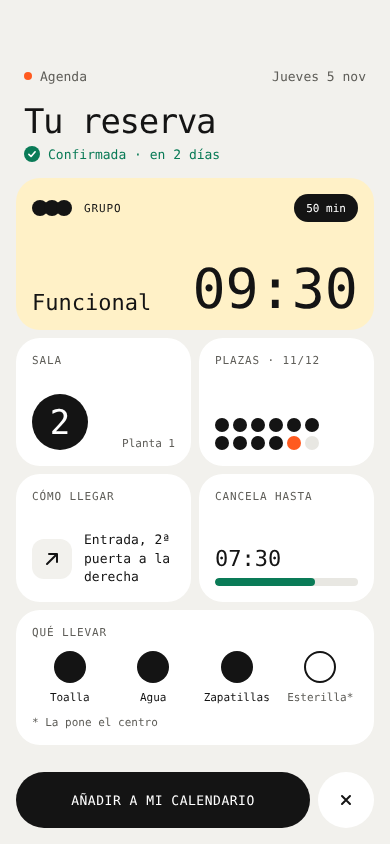 Agenda
Jueves 5 nov
Tu reserva
Confirmada · en 2 días
GRUPO
50 min
Funcional
09:30
SALA
2
Planta 1
PLAZAS · 11/12
CÓMO LLEGAR
Entrada, 2ª
puerta a la
derecha
CANCELA HASTA
07:30
QUÉ LLEVAR
Toalla
Agua
Zapatillas
Esterilla*
* La pone el centro
AÑADIR A MI CALENDARIO